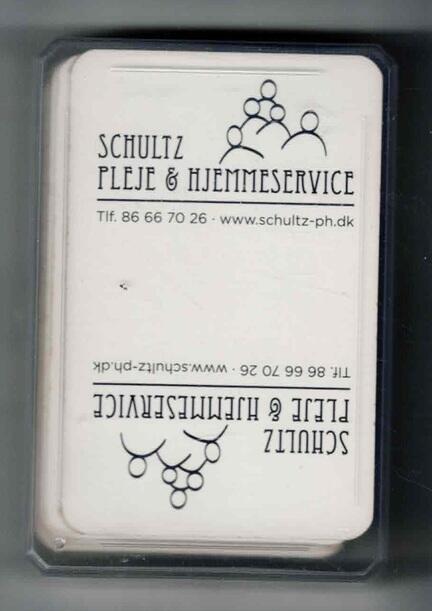 SCHULTZ
PLEJE & HJEMMESERVICE
Tlf. 86 66 70 26 · www.schultz-ph.dk
Tlf. 86 66 70 26 · www.schultz-ph.dk
PLEJE & HJEMMESERVICE
SCHULTZ